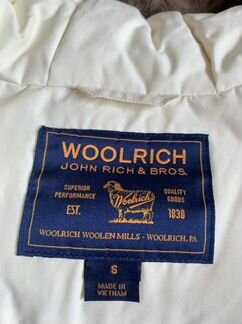 WOOLRICH
JOHN RICH & BROS.
SUPERIOR PERFORMANCE
QUALITY GOODS
EST.
Woolrich
1830
WOOLRICH WOOLEN MILLS - WOOLRICH, PA
S
MADE IN
VIETNAM